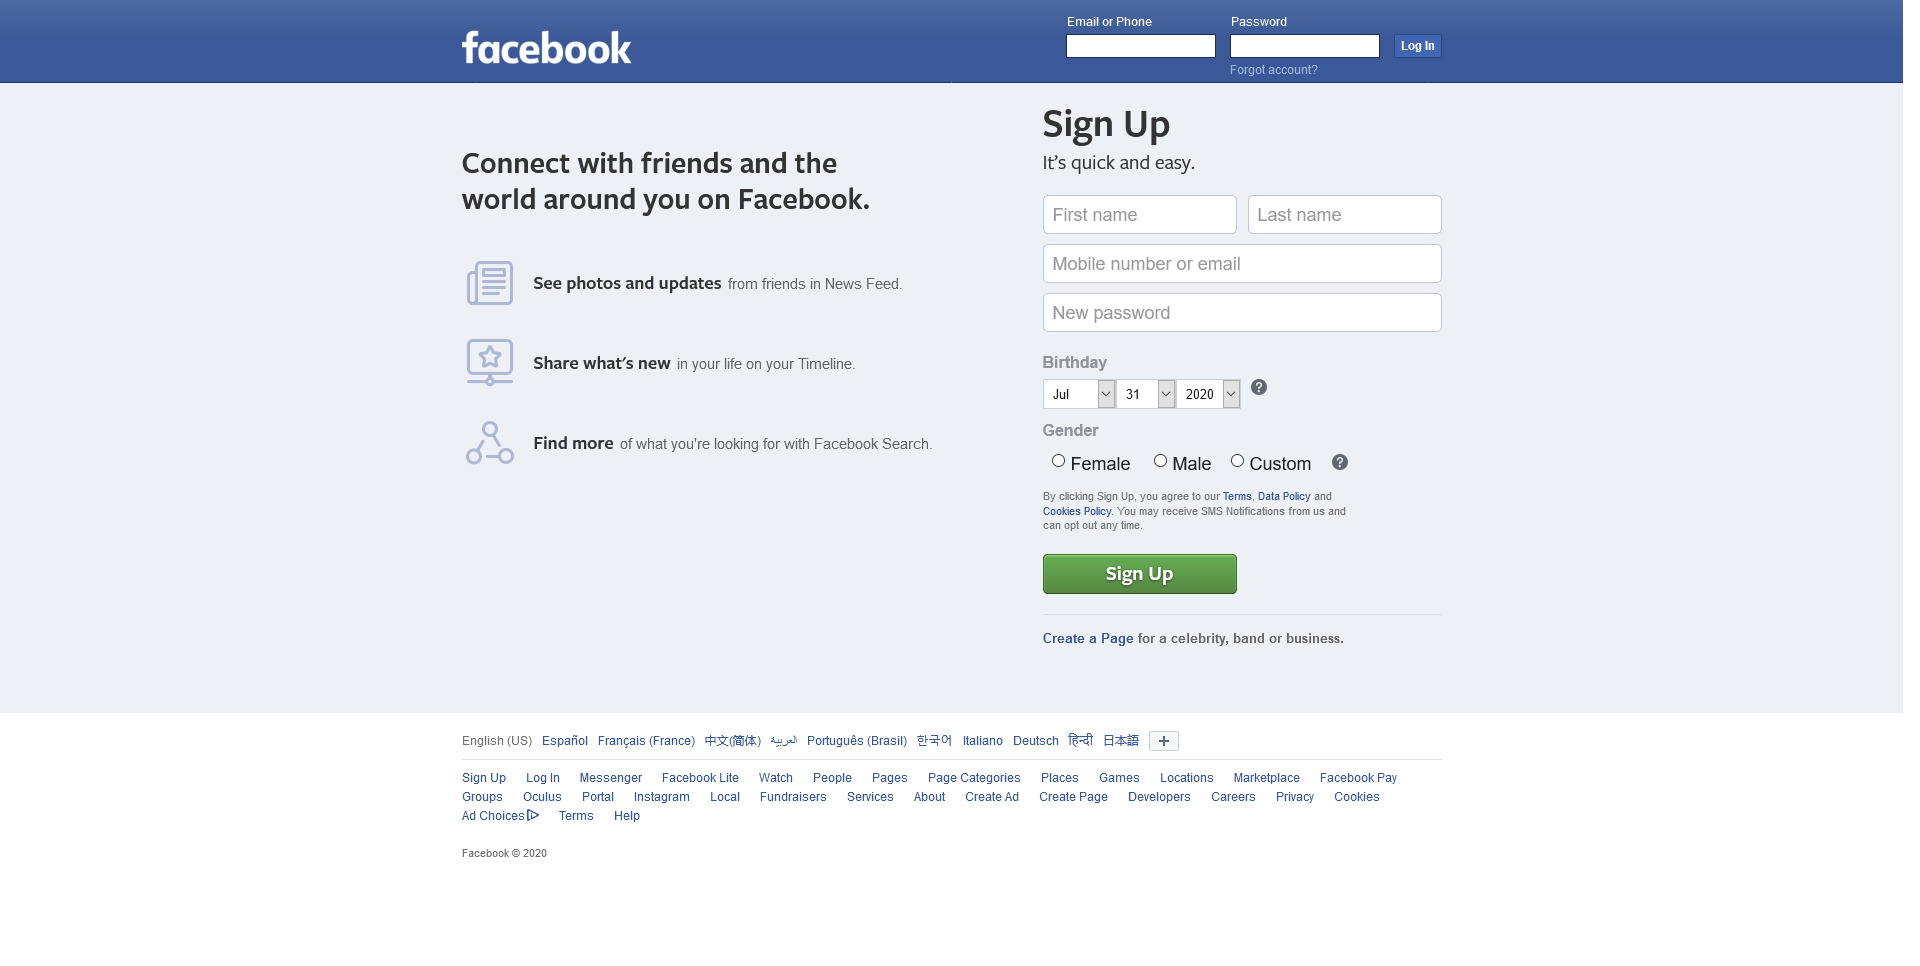 facebook
Email or Phone
Password
Log In
Forgot account?
Connect with friends and the
world around you on Facebook.
See photos and updates from friends in News Feed.
Share what's new in your life on your Timeline.
Find more of what you're looking for with Facebook Search.
Sign Up
It's quick and easy.
First name
Last name
Mobile number or email
New password
Birthday
Jul 31 2020 ?
Gender
Female Male Custom ?
By clicking Sign Up, you agree to our Terms, Data Policy and
Cookies Policy. You may receive SMS Notifications from us and
can opt out any time.
Sign Up
Create a Page for a celebrity, band or business.
English (US) Español Français (France) 中文(简体) العربية Português (Brasil) 한국어 Italiano Deutsch हिन्दी 日本語 +
Sign Up Log In Messenger Facebook Lite Watch People Pages Page Categories Places Games Locations Marketplace Facebook Pay
Groups Oculus Portal Instagram Local Fundraisers Services About Create Ad Create Page Developers Careers Privacy Cookies
Ad Choices Terms Help
Facebook © 2020